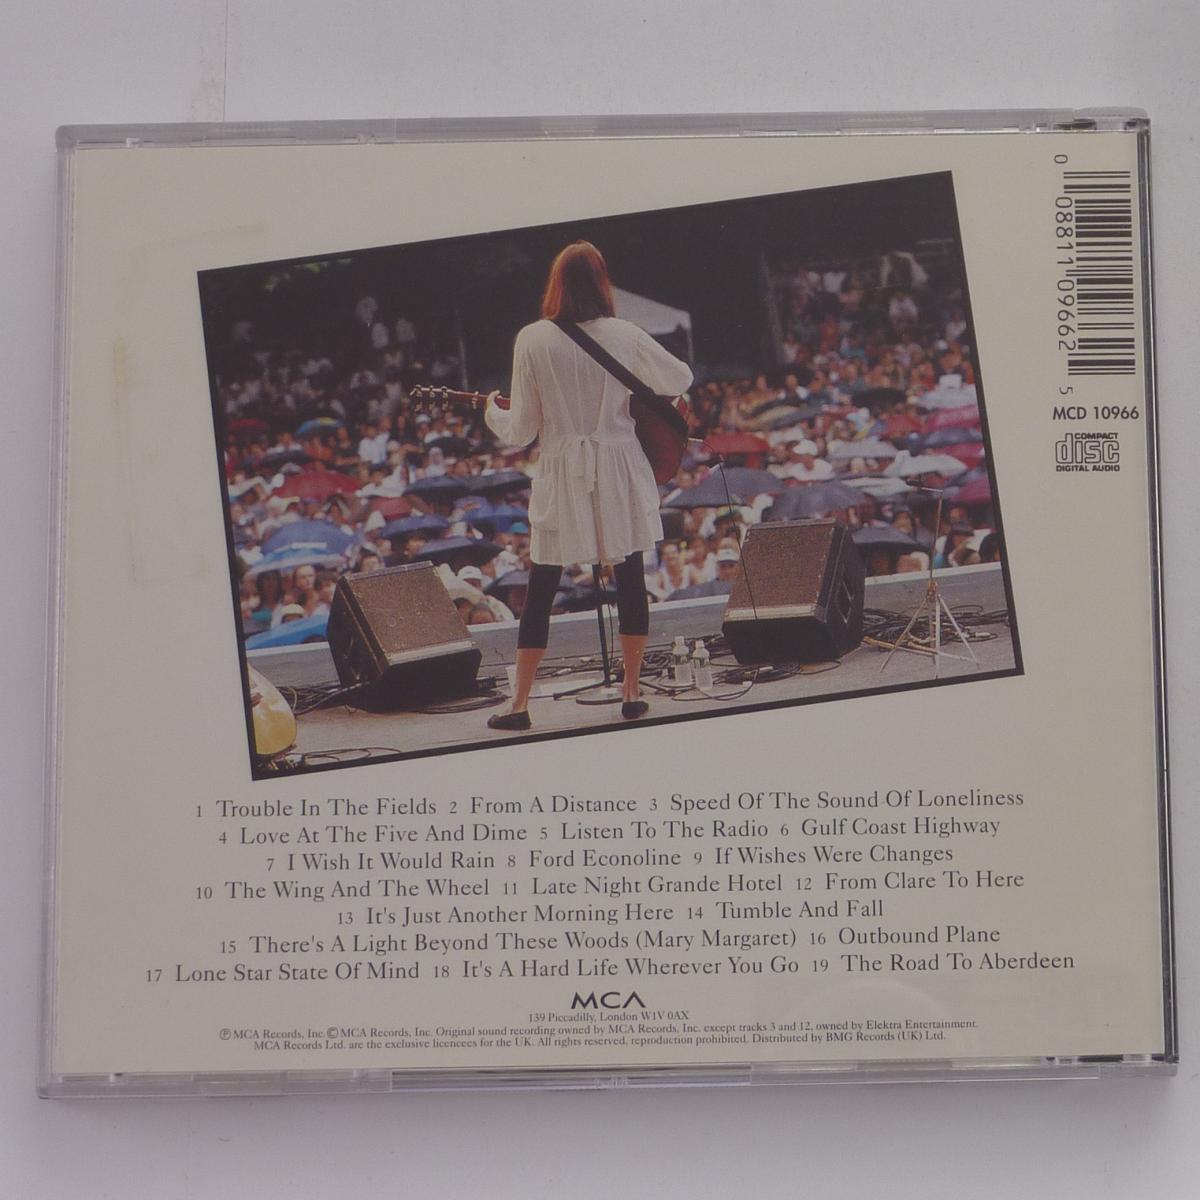 0 08811 09662 5
MCD 10966
COMPACT
disc
DIGITAL AUDIO
1 Trouble In The Fields 2 From A Distance 3 Speed Of The Sound Of Loneliness
4 Love At The Five And Dime 5 Listen To The Radio 6 Gulf Coast Highway
7 I Wish It Would Rain 8 Ford Econoline 9 If Wishes Were Changes
10 The Wing And The Wheel 11 Late Night Grande Hotel 12 From Clare To Here
13 It's Just Another Morning Here 14 Tumble And Fall
15 There's A Light Beyond These Woods (Mary Margaret) 16 Outbound Plane
17 Lone Star State Of Mind 18 It's A Hard Life Wherever You Go 19 The Road To Aberdeen
MCA
139 Piccadilly, London W1V 0AX
℗ MCA Records, Inc. © MCA Records, Inc. Original sound recording owned by MCA Records, Inc. except tracks 3 and 12, owned by Elektra Entertainment.
MCA Records Ltd. are the exclusive licencees for the UK. All rights reserved, reproduction prohibited. Distributed by BMG Records (UK) Ltd.